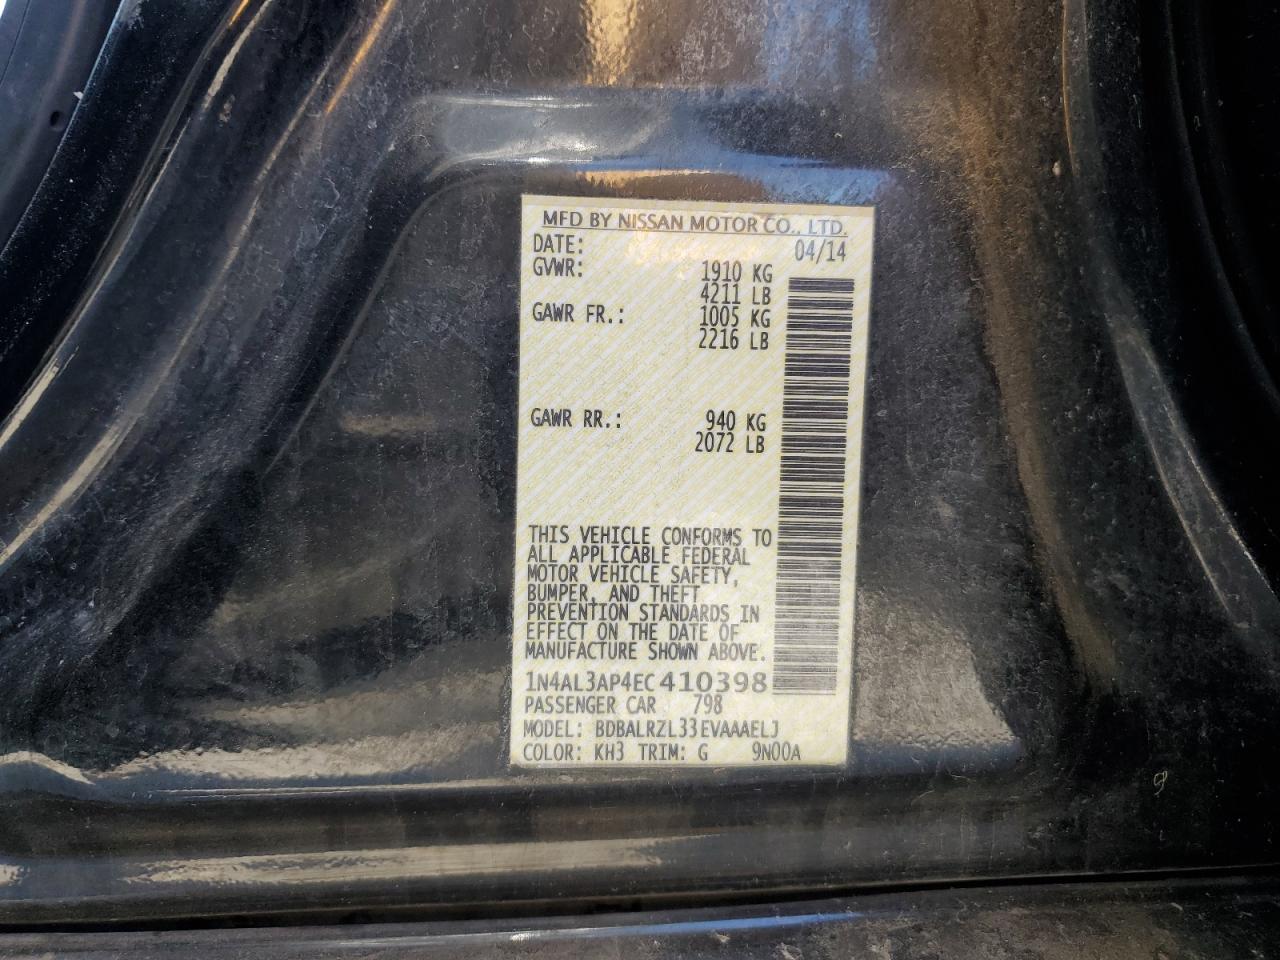 MFD BY NISSAN MOTOR CO., LTD.
DATE: 04/14
GVWR: 1910 KG
4211 LB
GAWR FR.: 1005 KG
2216 LB
GAWR RR.: 940 KG
2072 LB
THIS VEHICLE CONFORMS TO
ALL APPLICABLE FEDERAL
MOTOR VEHICLE SAFETY,
BUMPER, AND THEFT
PREVENTION STANDARDS IN
EFFECT ON THE DATE OF
MANUFACTURE SHOWN ABOVE.
1N4AL3AP4EC410398
PASSENGER CAR 798
MODEL: BDBALRZL33EVAAAELJ
COLOR: KH3 TRIM: G 9N00A